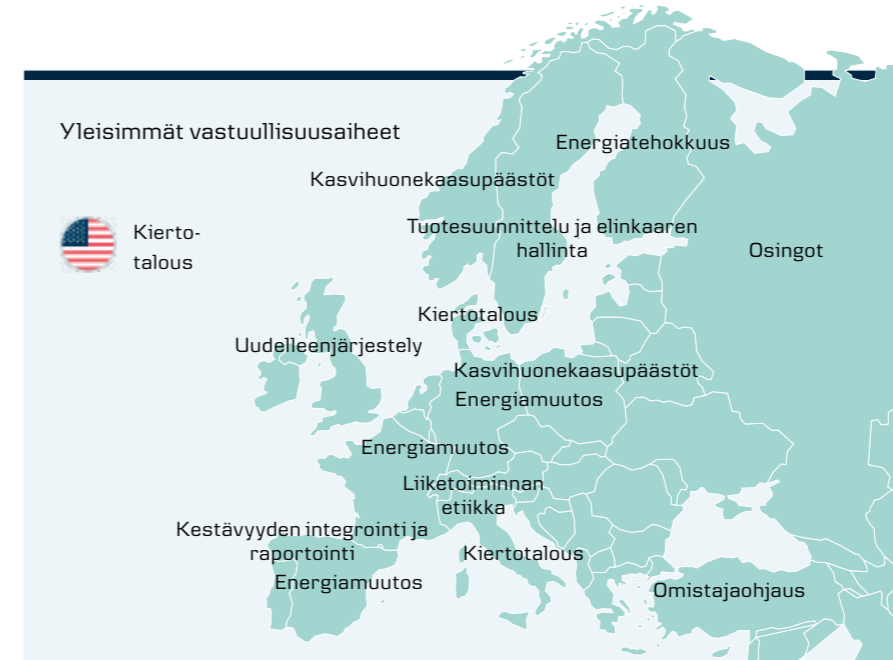 Yleisimmät vastuullisuusaiheet
Energiatehokkuus
Kasvihuonekaasupäästöt
Kierto-
talous
Tuotesuunnittelu ja elinkaaren
hallinta
Osingot
Kiertotalous
Uudelleenjärjestely
Kasvihuonekaasupäästöt
Energiamuutos
Energiamuutos
Liiketoiminnan
etiikka
Kestävyyden integrointi ja
raportointi
Kiertotalous
Energiamuutos
Omistajaohjaus